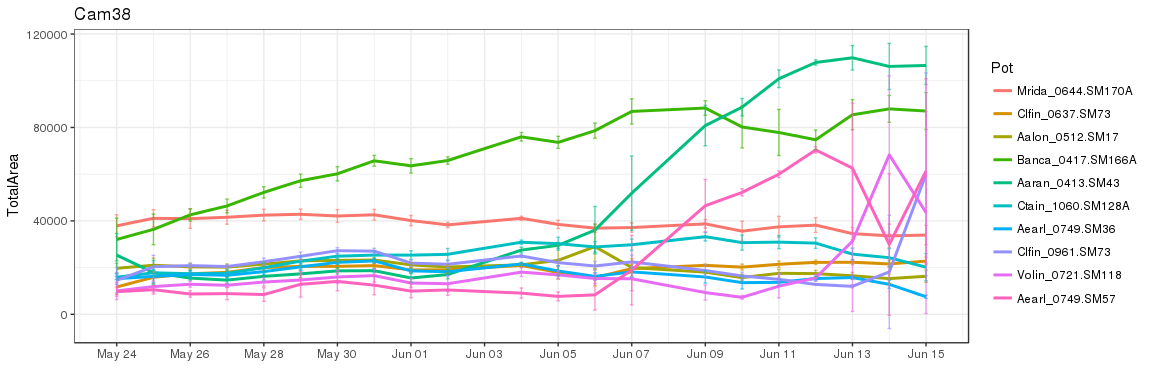 Cam38
TotalArea
120000
80000
40000
0
May 24
May 26
May 28
May 30
Jun 01
Jun 03
Jun 05
Jun 07
Jun 09
Jun 11
Jun 13
Jun 15
Pot
Mrida_0644.SM170A
Clfin_0637.SM73
Aalon_0512.SM17
Banca_0417.SM166A
Aaran_0413.SM43
Ctain_1060.SM128A
Aearl_0749.SM36
Clfin_0961.SM73
Volin_0721.SM118
Aearl_0749.SM57